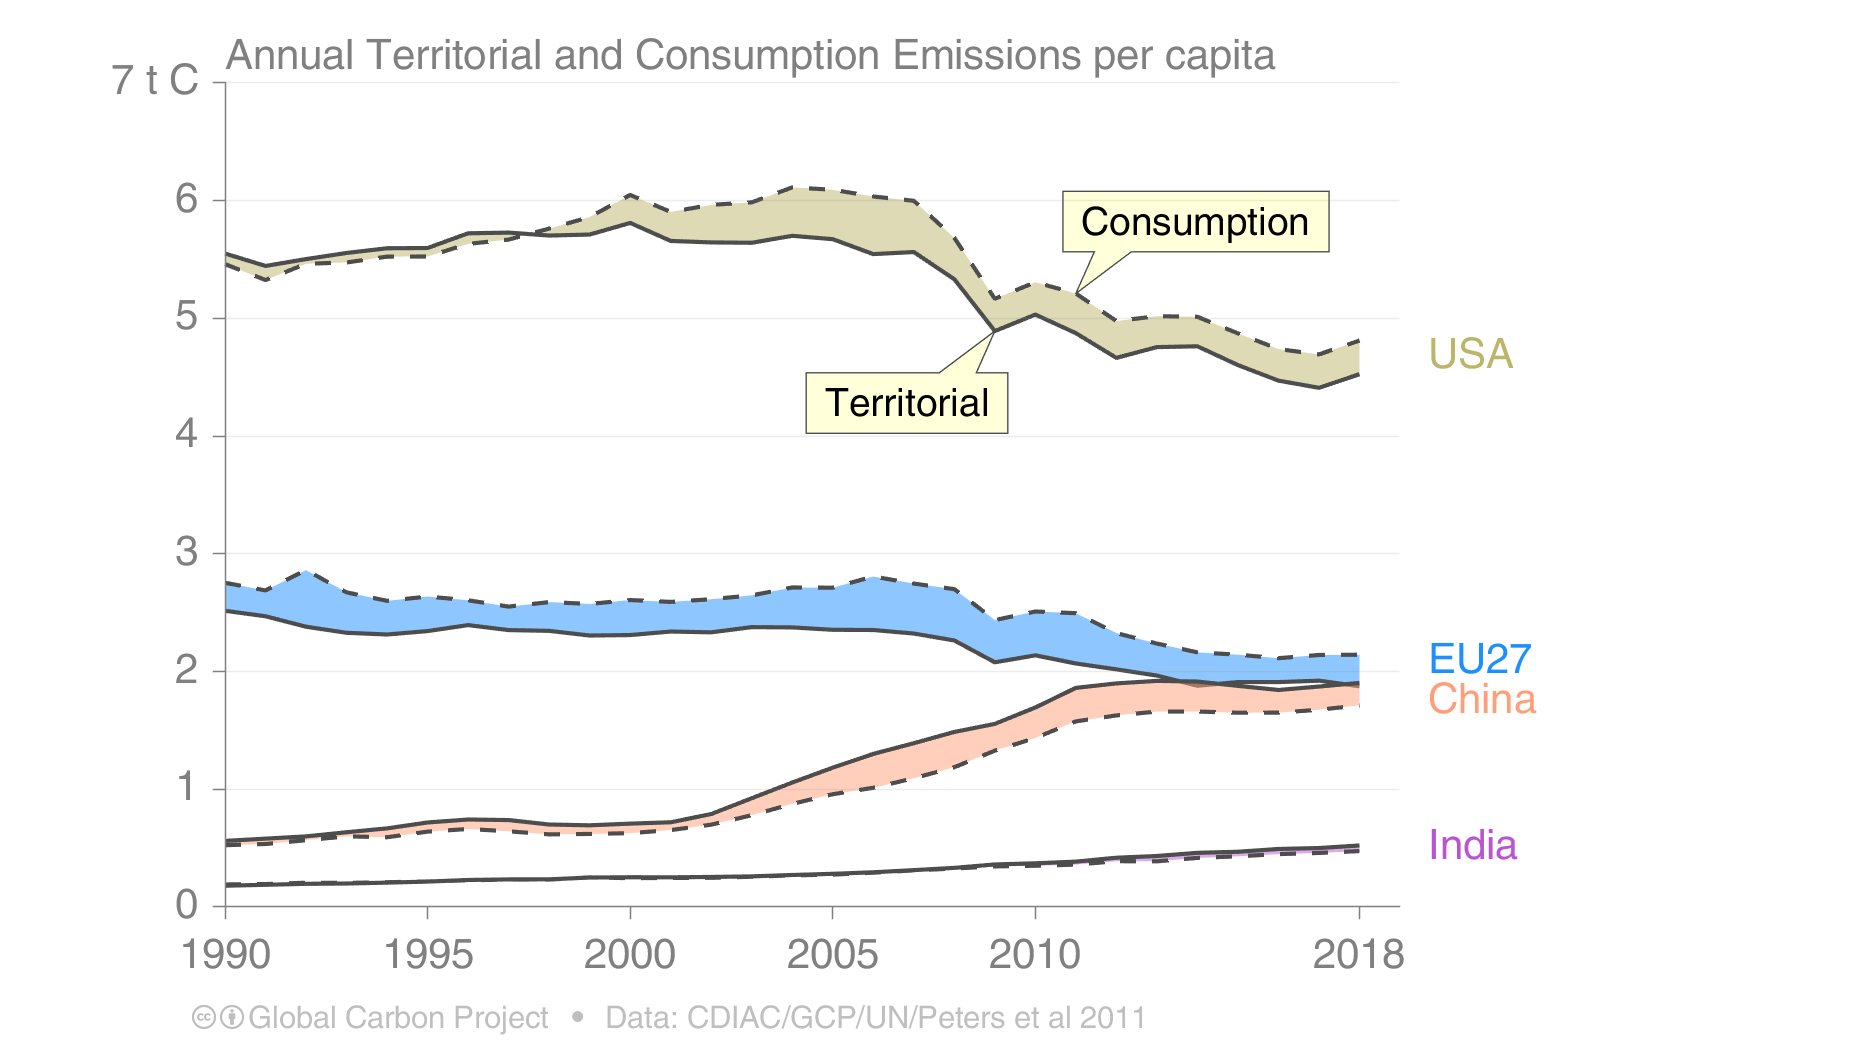 Annual Territorial and Consumption Emissions per capita
7 t C
6
Consumption
5
USA
Territorial
4
3
EU27
2
China
1
India
0
1990 1995 2000 2005 2010 2018
cc Global Carbon Project • Data: CDIAC/GCP/UN/Peters et al 2011